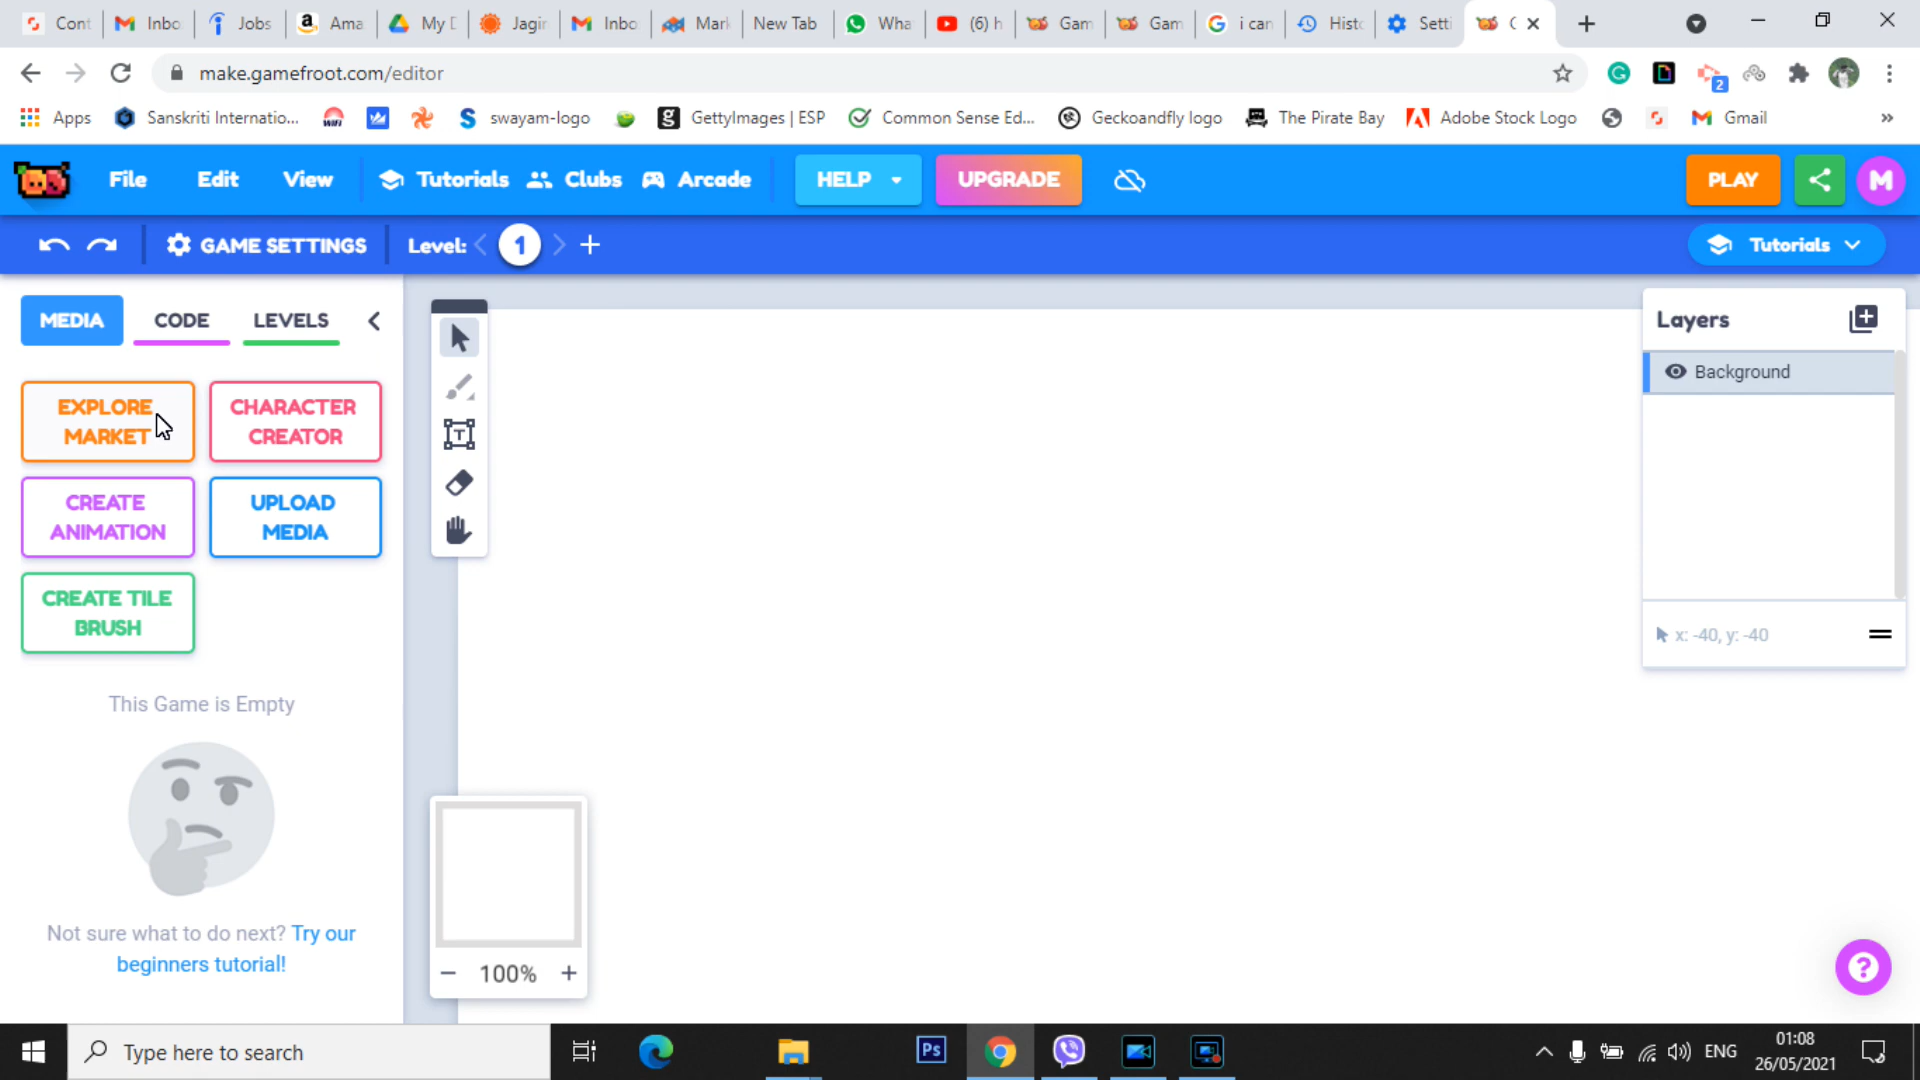 Cont
Inbo
Jobs
Ama
My D
Jagir
Inbo
Mark
New Tab
Wha
(6) h
Gam
Gam
i can
Histo
Setti
make.gamefroot.com/editor
2
Apps
Sanskriti Internatio...
swayam-logo
GettyImages | ESP
Common Sense Ed...
Geckoandfly logo
The Pirate Bay
Adobe Stock Logo
Gmail
File
Edit
View
Tutorials
Clubs
Arcade
HELP
UPGRADE
PLAY
M
GAME SETTINGS
Level:
1
Tutorials
MEDIA
CODE
LEVELS
EXPLORE
MARKET
CHARACTER
CREATOR
CREATE
ANIMATION
UPLOAD
MEDIA
CREATE TILE
BRUSH
This Game is Empty
Not sure what to do next? Try our
beginners tutorial!
T
100%
Layers
Background
x: -40, y: -40
Type here to search
Ps
ENG
01:08
26/05/2021